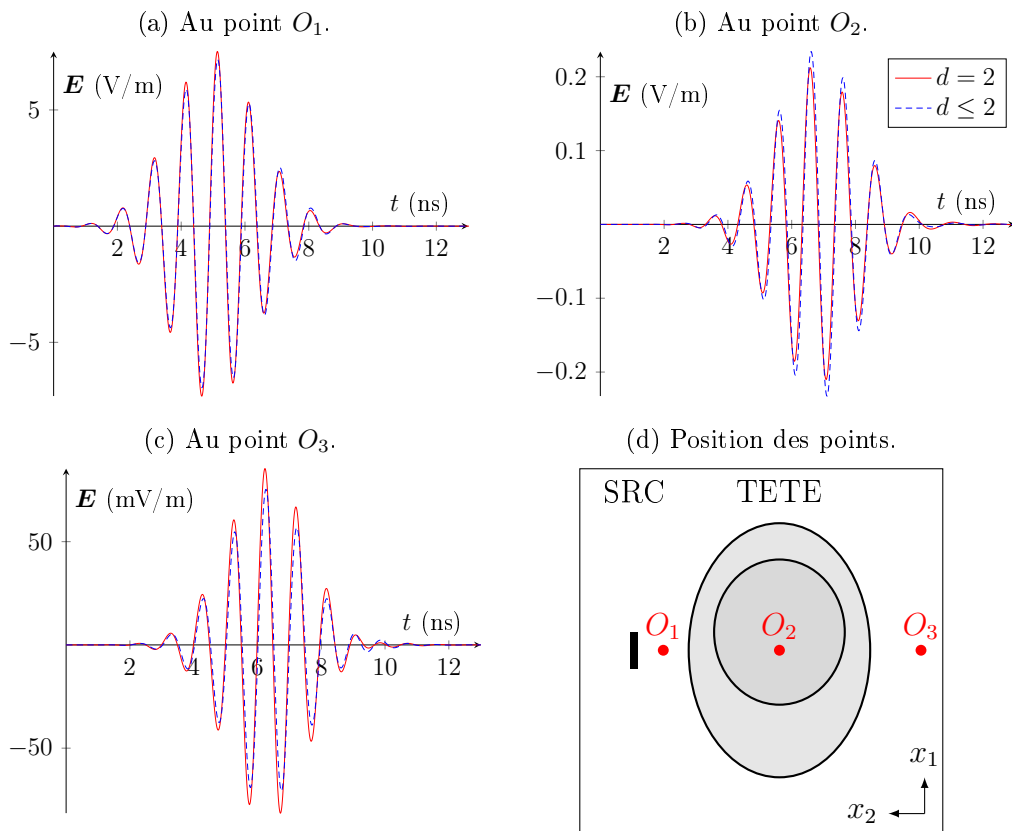 (a) Au point O₁.
E (V/m)
5
−5
t (ns)
2 4 6 8 10 12
(b) Au point O₂.
E (V/m)
0.2
0.1
−0.1
−0.2
d = 2
d ≤ 2
t (ns)
2 4 6 8 10 12
(c) Au point O₃.
E (mV/m)
50
−50
t (ns)
2 4 6 8 10 12
(d) Position des points.
SRC TETE
O₁ O₂ O₃
x₁
x₂